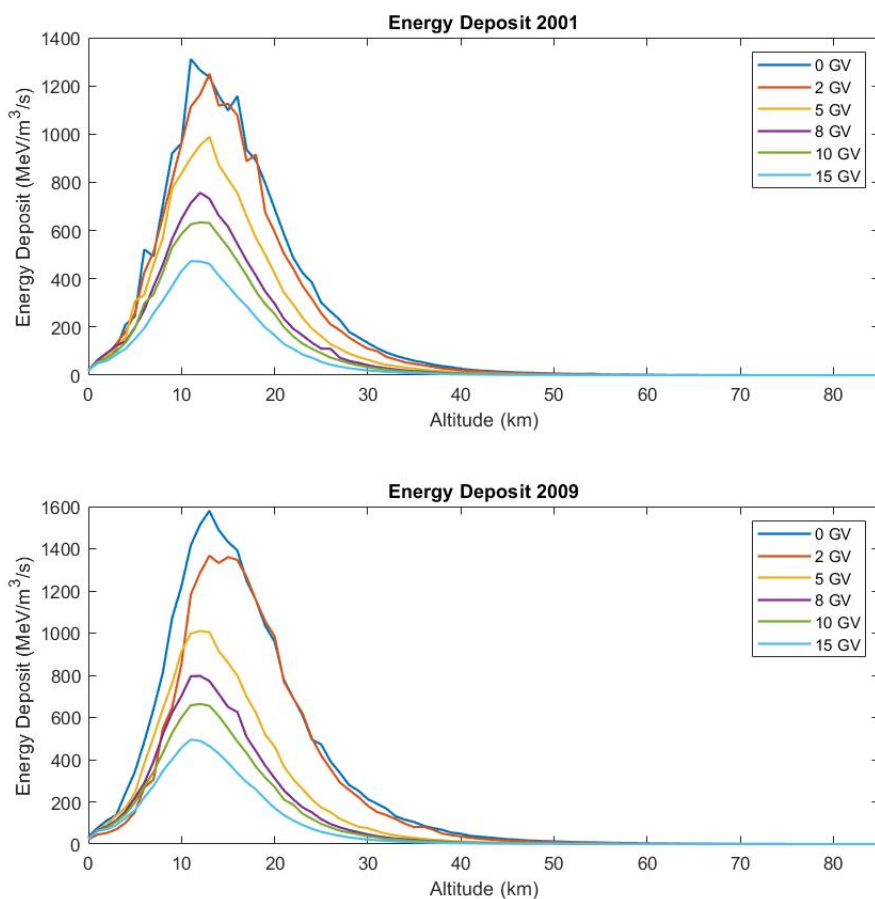 Energy Deposit 2001
Energy Deposit (MeV/m³/s)
1400
1200
1000
800
600
400
200
0
0 GV
2 GV
5 GV
8 GV
10 GV
15 GV
0 10 20 30 40 50 60 70 80
Altitude (km)
Energy Deposit 2009
Energy Deposit (MeV/m³/s)
1600
1400
1200
1000
800
600
400
200
0
0 GV
2 GV
5 GV
8 GV
10 GV
15 GV
0 10 20 30 40 50 60 70 80
Altitude (km)